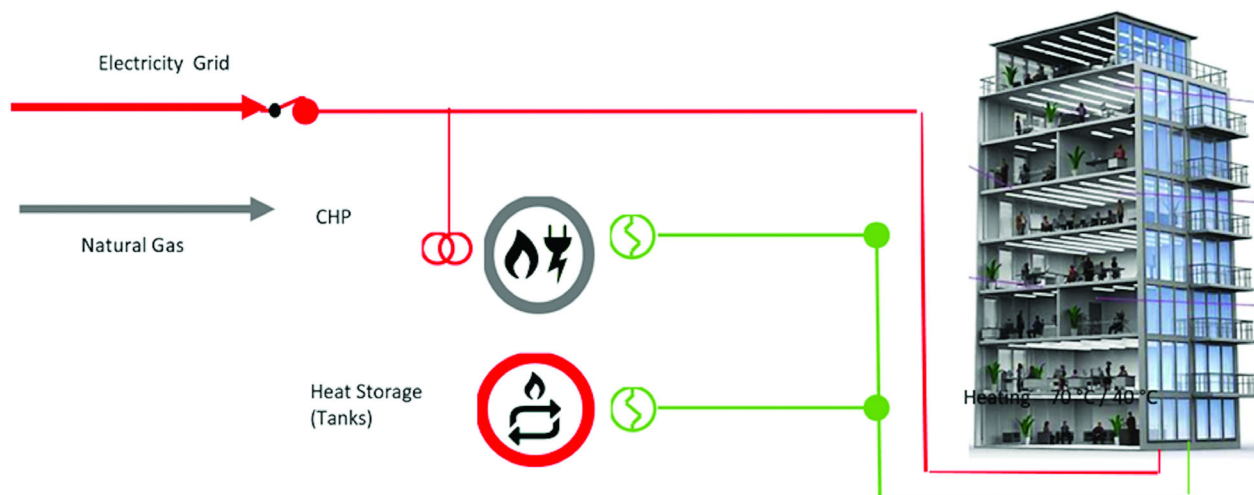 Electricity Grid
Natural Gas
CHP
Heat Storage
(Tanks)
Heating 70 °C / 40 °C